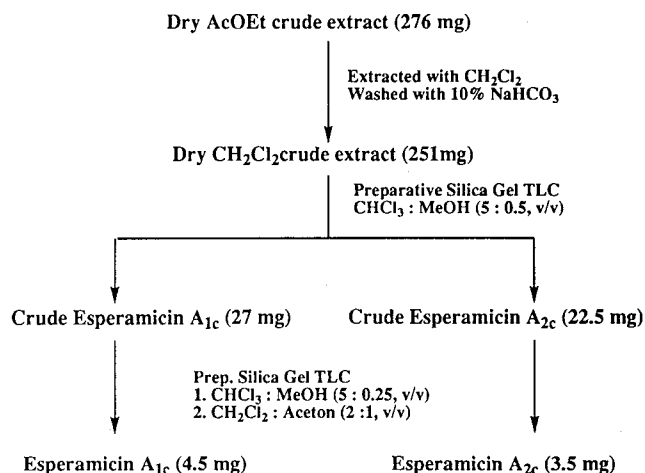 Dry AcOEt crude extract (276 mg)
Extracted with CH₂Cl₂
Washed with 10% NaHCO₃
Dry CH₂Cl₂crude extract (251mg)
Preparative Silica Gel TLC
CHCl₃ : MeOH (5 : 0.5, v/v)
Crude Esperamicin A₁c (27 mg)
Crude Esperamicin A₂c (22.5 mg)
Prep. Silica Gel TLC
1. CHCl₃ : MeOH (5 : 0.25, v/v)
2. CH₂Cl₂ : Aceton (2 :1, v/v)
Esperamicin A₁c (4.5 mg)
Esperamicin A₂c (3.5 mg)